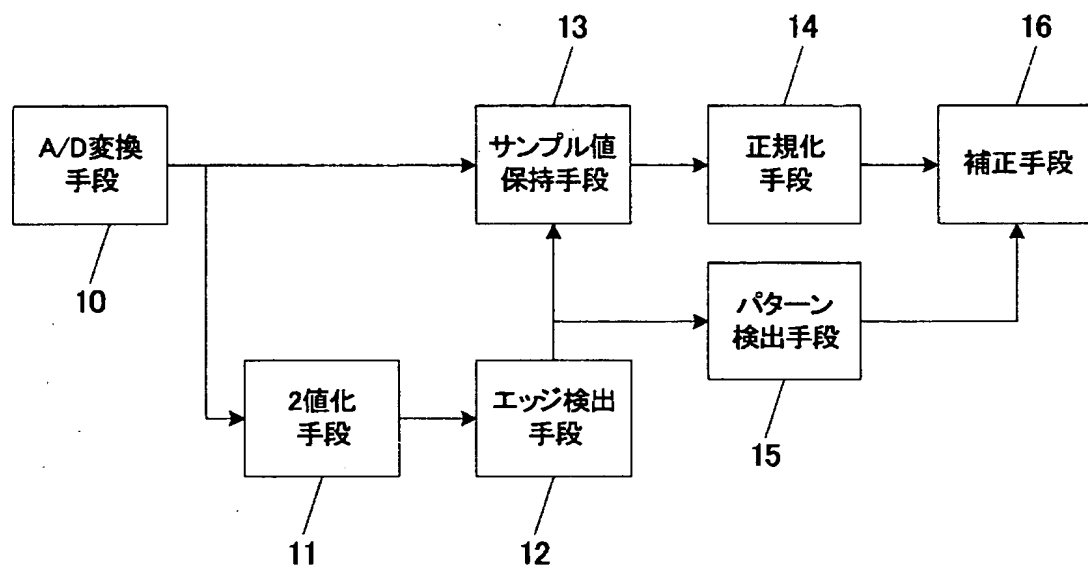 13
14
16
A/D変換
手段
サンプル値
保持手段
正規化
手段
補正手段
10
パターン
検出手段
2値化
手段
エッジ検出
手段
15
11
12